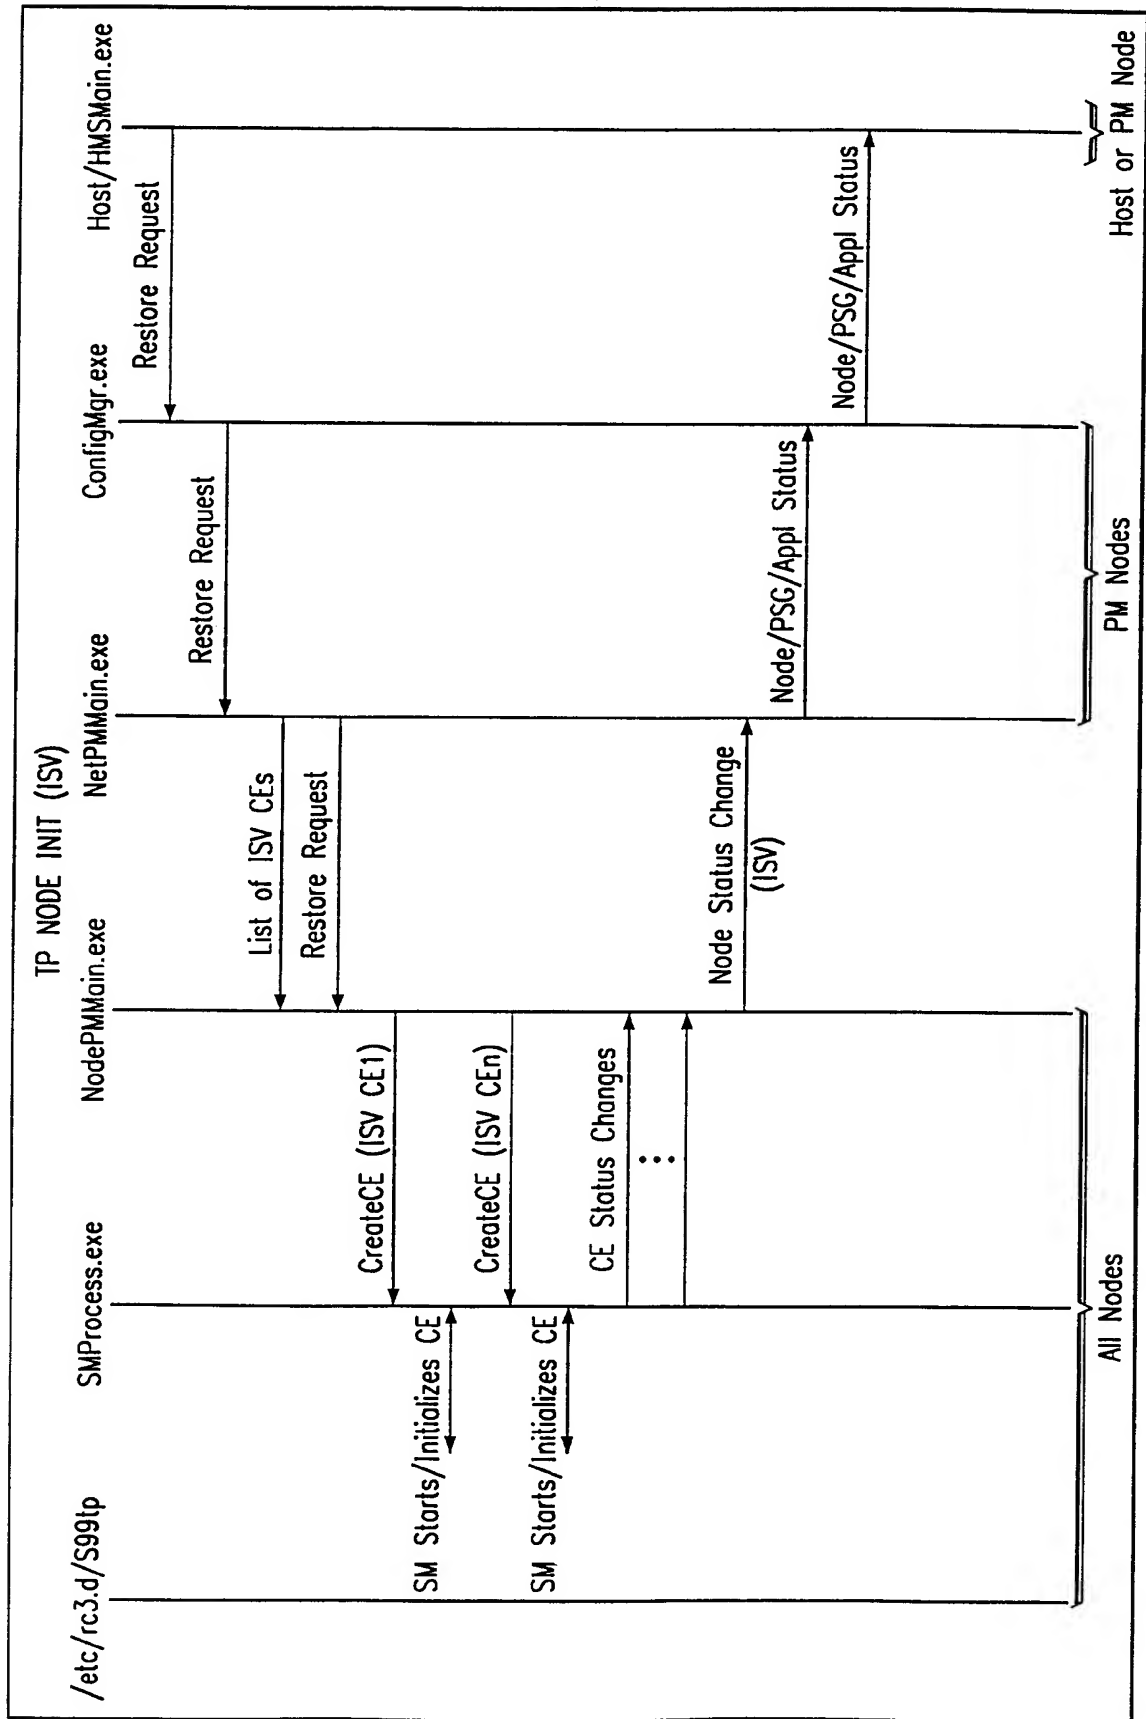 TP NODE INIT (ISV)
/etc/rc3.d/S99tp
SMProcess.exe
NodePMMain.exe
NetPMMain.exe
ConfigMgr.exe
Host/HMSMain.exe
Restore Request
Restore Request
List of ISV CEs
Restore Request
CreateCE (ISV CE1)
SM Starts/Initializes CE
CreateCE (ISV CEn)
SM Starts/Initializes CE
CE Status Changes
Node Status Change
(ISV)
Node/PSG/Appl Status
Node/PSG/Appl Status
All Nodes
PM Nodes
Host or PM Node